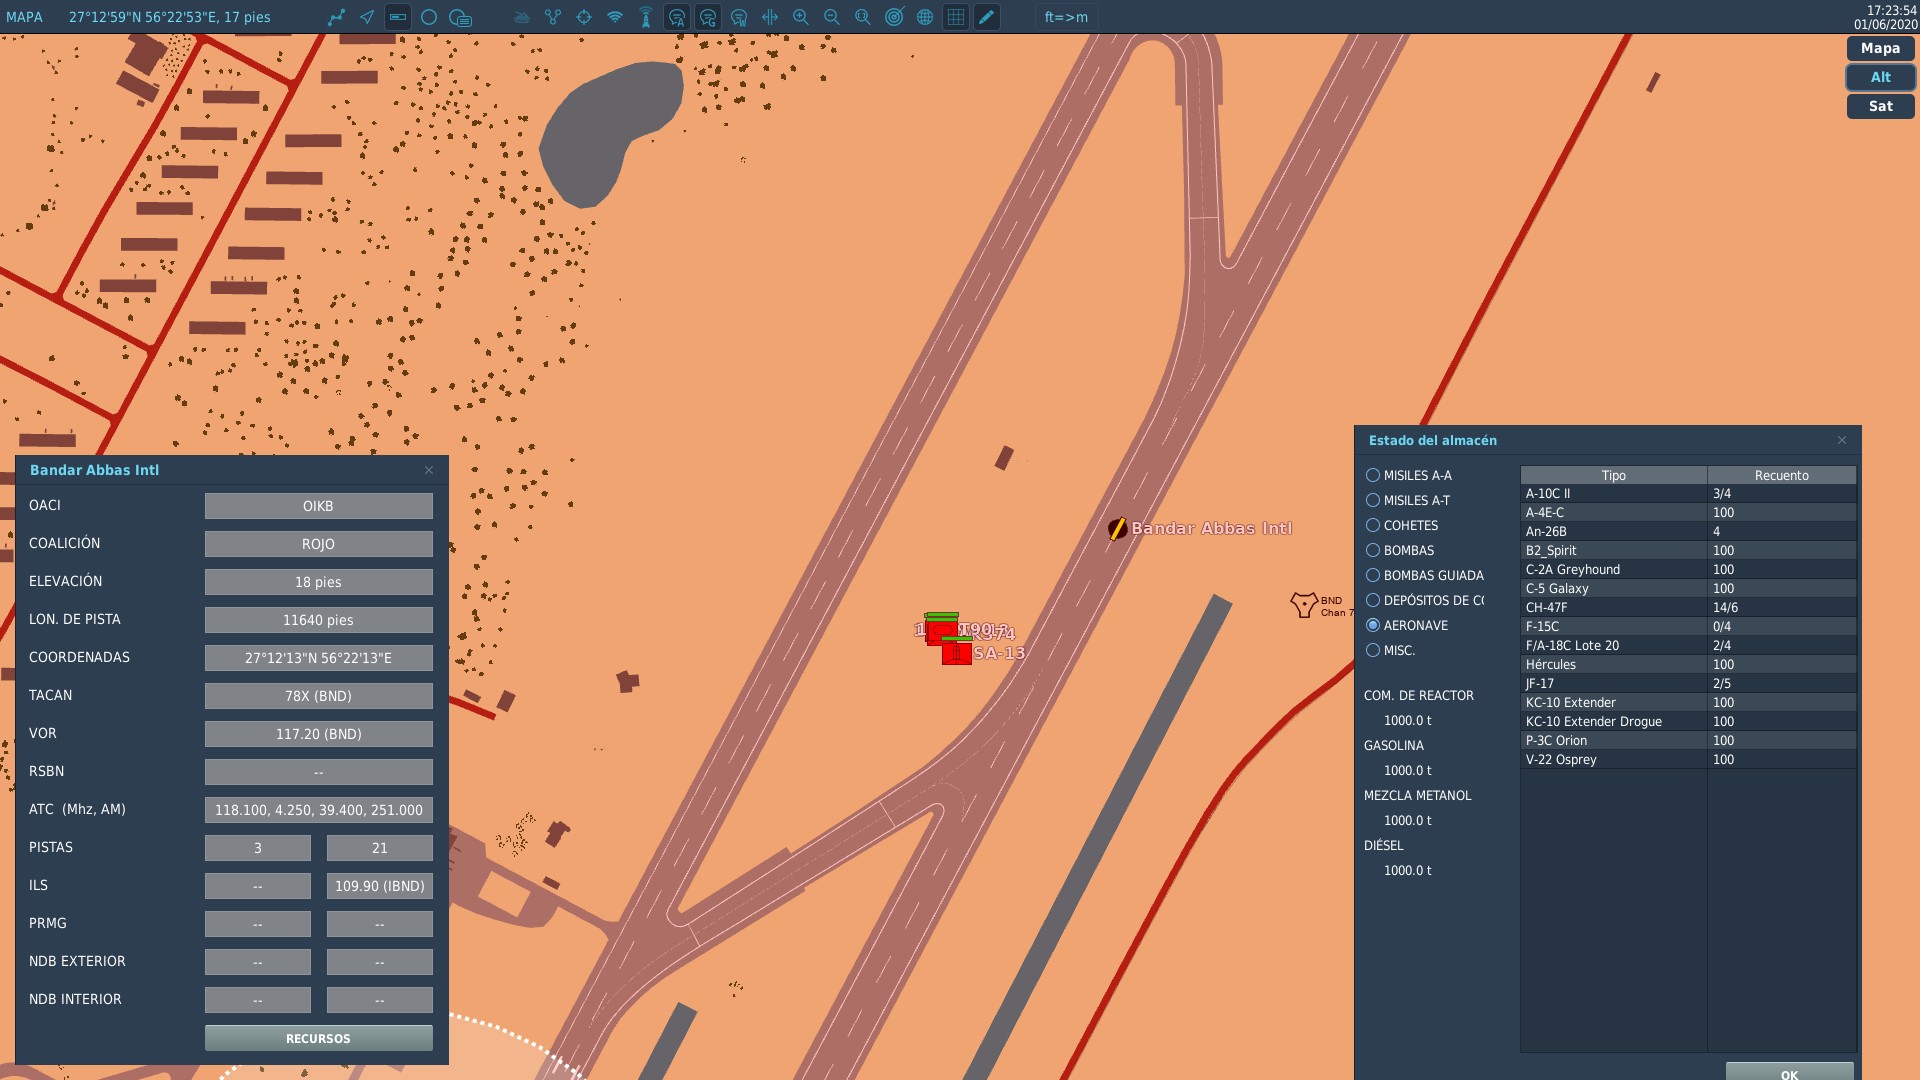 MAPA
27°12'59"N 56°22'53"E, 17 pies
ft=>m
17:23:54
01/06/2020
Mapa
Alt
Sat
Bandar Abbas Intl
OACI OIKB
COALICIÓN ROJO
ELEVACIÓN 18 pies
LON. DE PISTA 11640 pies
COORDENADAS 27°12'13"N 56°22'13"E
TACAN 78X (BND)
VOR 117.20 (BND)
RSBN --
ATC (Mhz, AM) 118.100, 4.250, 39.400, 251.000
PISTAS 3 21
ILS -- 109.90 (IBND)
PRMG -- --
NDB EXTERIOR -- --
NDB INTERIOR -- --
RECURSOS
Bandar Abbas Intl
BND
Chan 7
SA-13
Estado del almacén
MISILES A-A
MISILES A-T
COHETES
BOMBAS
BOMBAS GUIADA
DEPÓSITOS DE C
AERONAVE
MISC.
COM. DE REACTOR
1000.0 t
GASOLINA
1000.0 t
MEZCLA METANOL
1000.0 t
DIÉSEL
1000.0 t
Tipo Recuento
A-10C II 3/4
A-4E-C 100
An-26B 4
B2_Spirit 100
C-2A Greyhound 100
C-5 Galaxy 100
CH-47F 14/6
F-15C 0/4
F/A-18C Lote 20 2/4
Hércules 100
JF-17 2/5
KC-10 Extender 100
KC-10 Extender Drogue 100
P-3C Orion 100
V-22 Osprey 100
OK